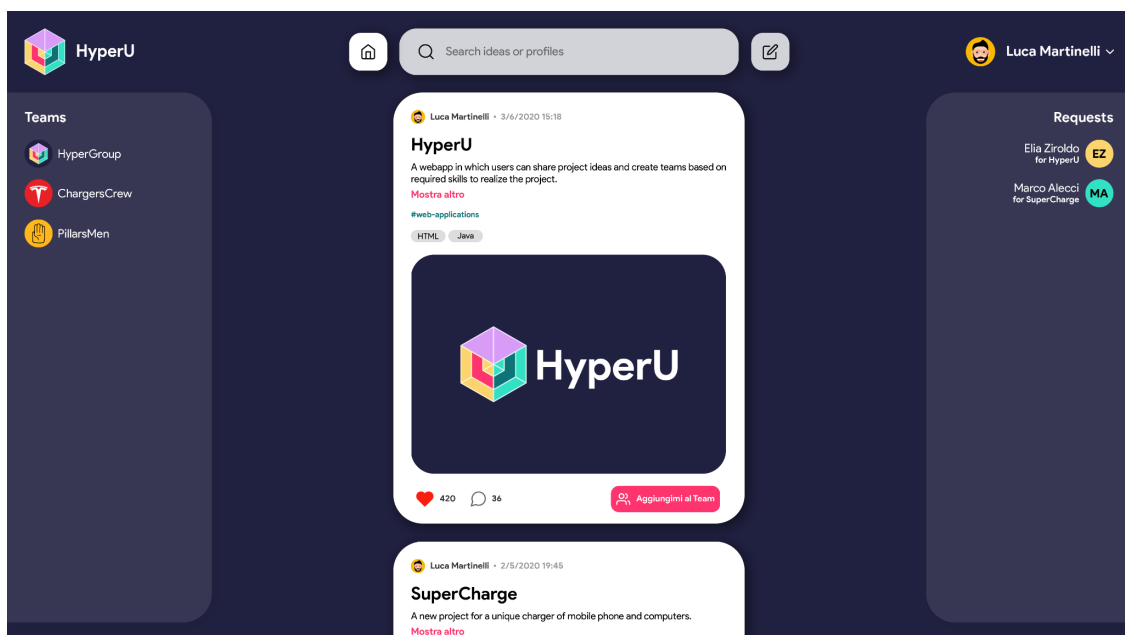 HyperU
Search ideas or profiles
Luca Martinelli
Teams
HyperGroup
ChargersCrew
PillarsMen
Luca Martinelli • 3/6/2020 15:18
HyperU
A webapp in which users can share project ideas and create teams based on
required skills to realize the project.
Mostra altro
#web-applications
HTML Java
HyperU
420 36 Aggiungimi al Team
Luca Martinelli • 2/5/2020 19:45
SuperCharge
A new project for a unique charger of mobile phone and computers.
Mostra altro
Requests
Elia Ziroldo
for HyperU
EZ
Marco Alecci
for SuperCharge
MA